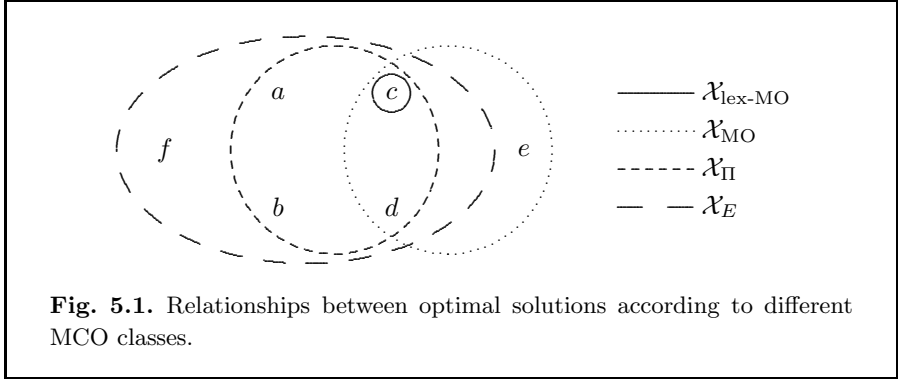 a
c
f
e
b
d
𝒳lex-MO
𝒳MO
𝒳Π
𝒳E
Fig. 5.1. Relationships between optimal solutions according to different
MCO classes.